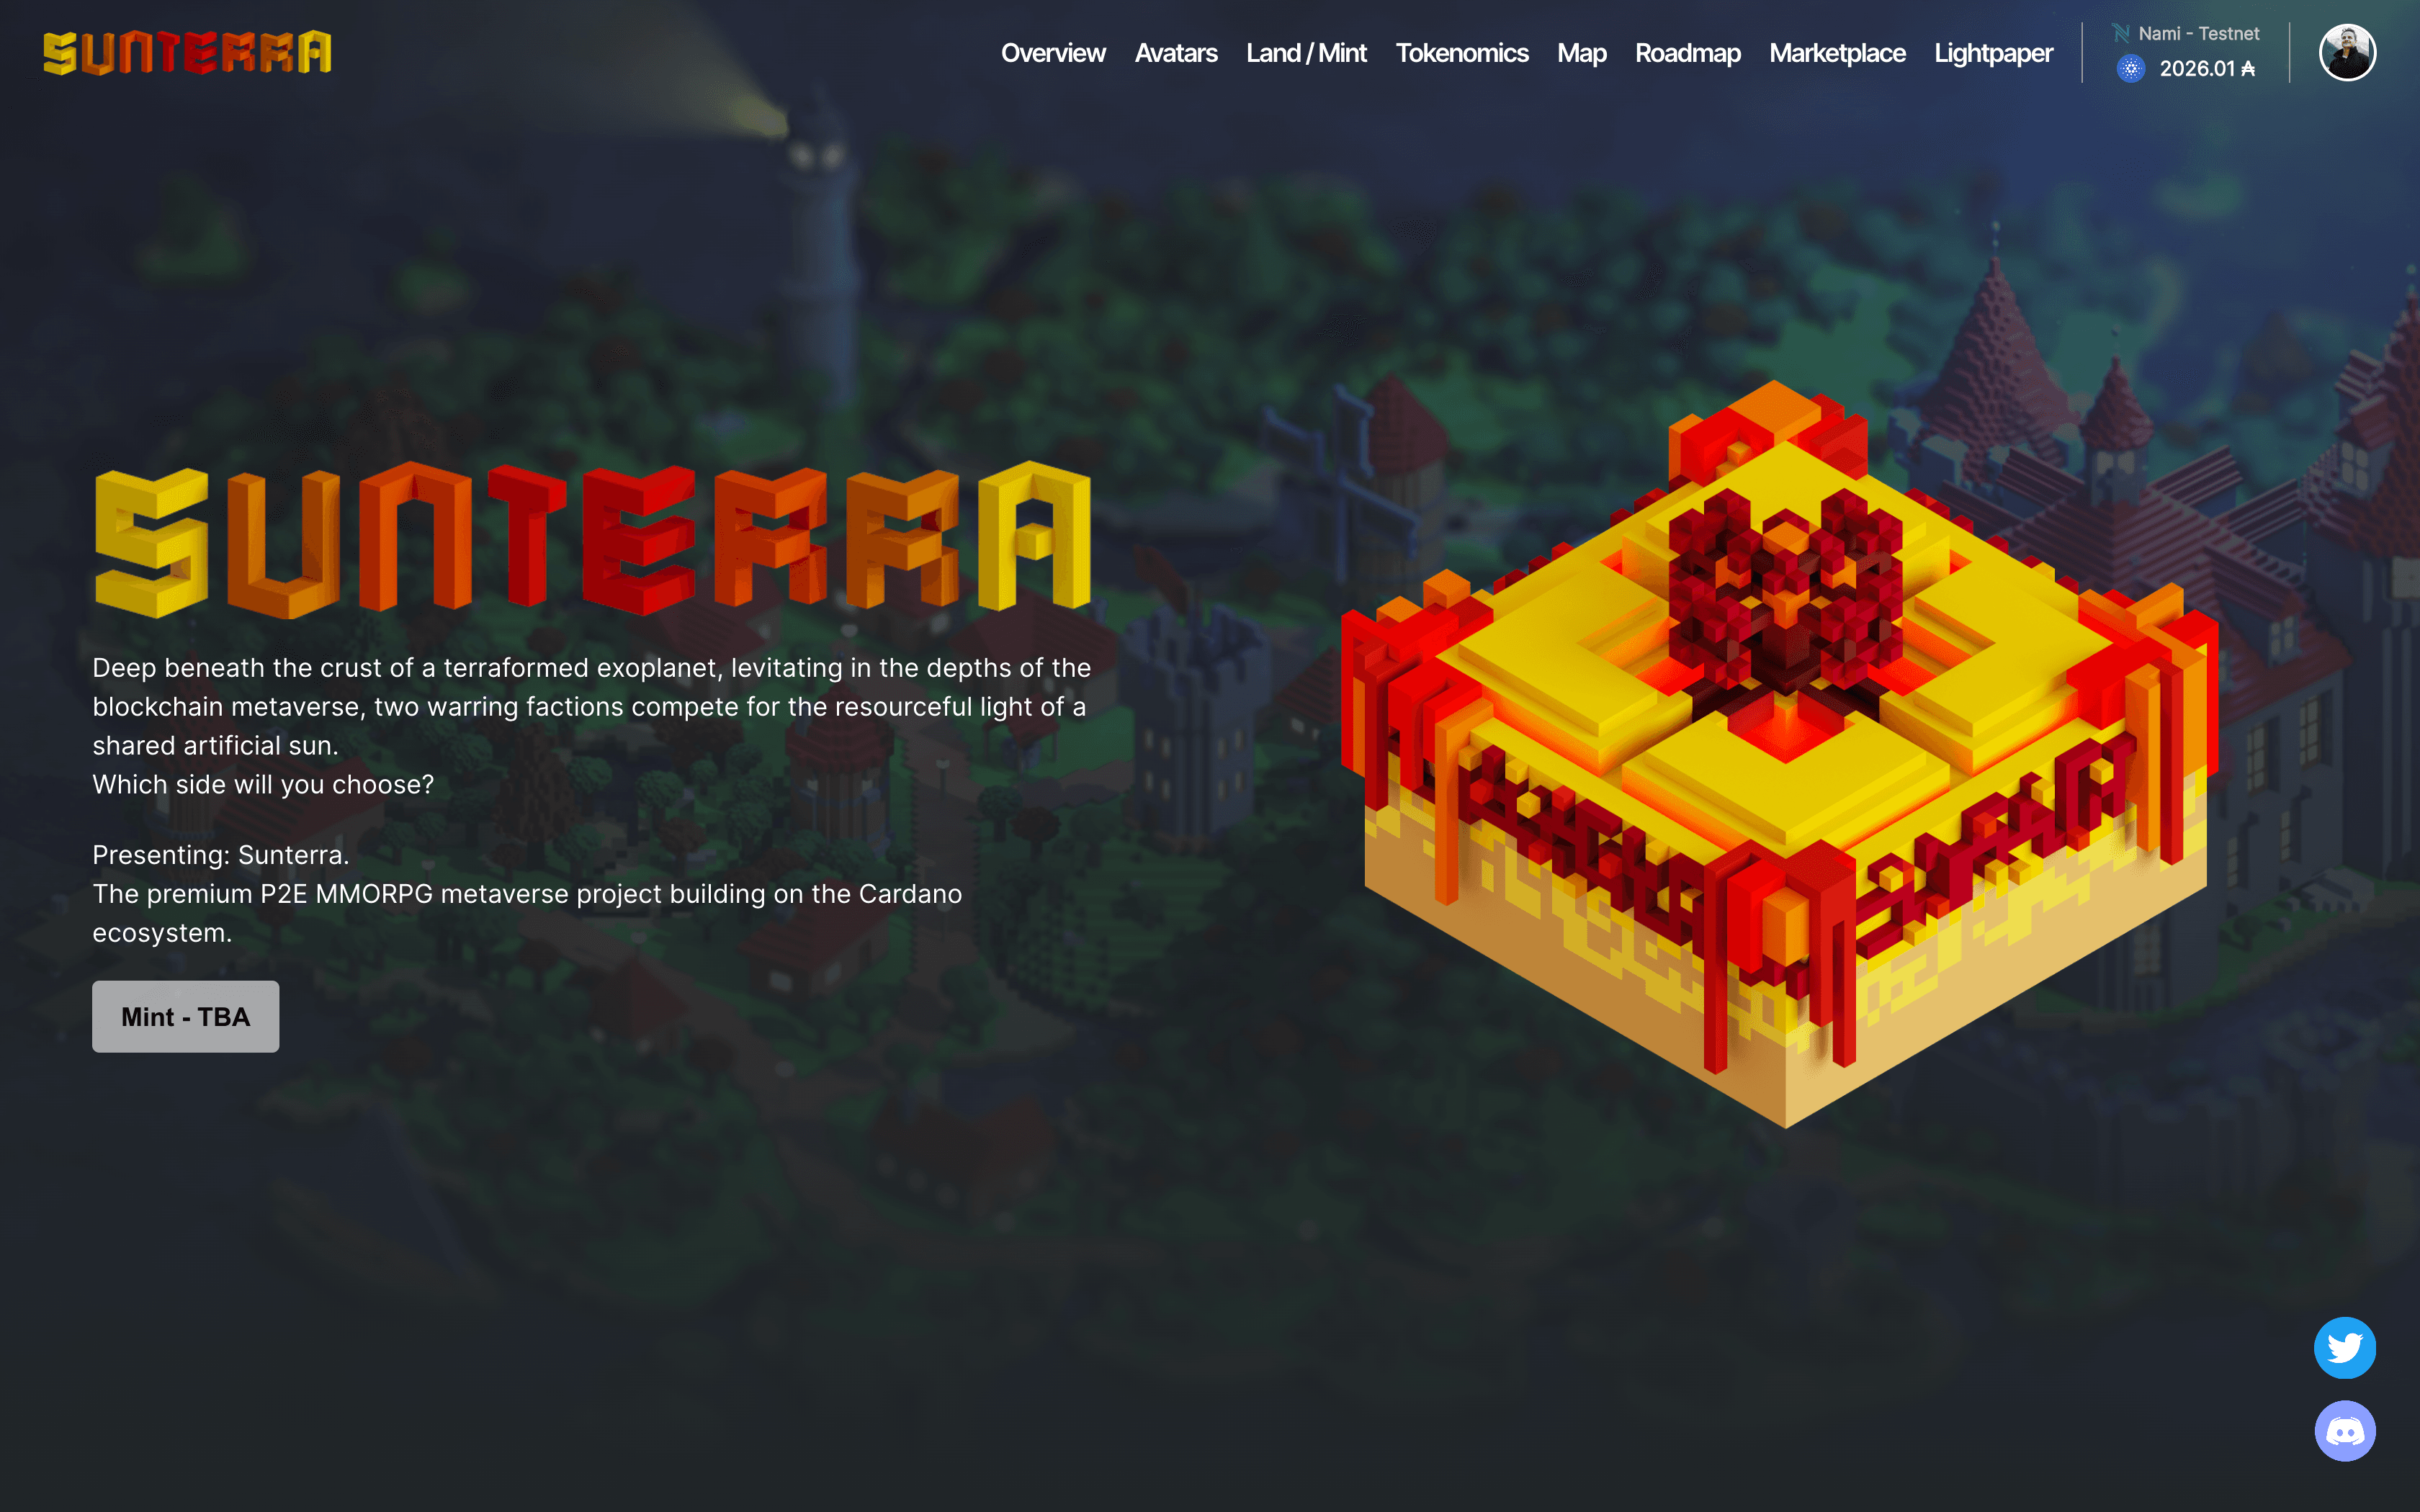 SUNTERRA
Overview
Avatars
Land / Mint
Tokenomics
Map
Roadmap
Marketplace
Lightpaper
Nami - Testnet
2026.01 ₳
SUNTERRA
Deep beneath the crust of a terraformed exoplanet, levitating in the depths of the
blockchain metaverse, two warring factions compete for the resourceful light of a
shared artificial sun.
Which side will you choose?
Presenting: Sunterra.
The premium P2E MMORPG metaverse project building on the Cardano
ecosystem.
Mint - TBA